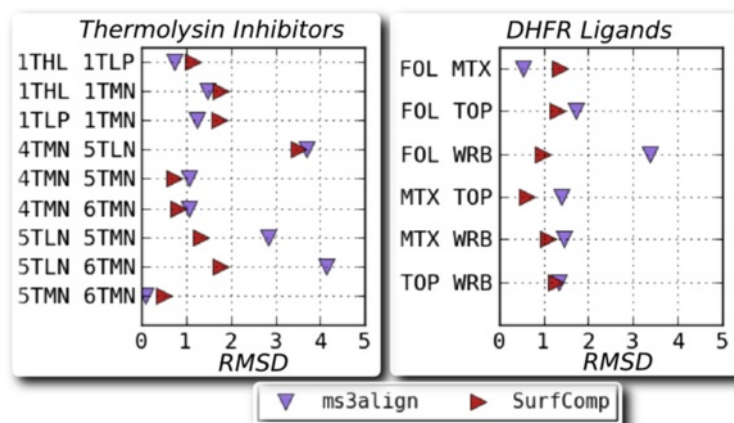 Thermolysin Inhibitors
1THL 1TLP
1THL 1TMN
1TLP 1TMN
4TMN 5TLN
4TMN 5TMN
4TMN 6TMN
5TLN 5TMN
5TLN 6TMN
5TMN 6TMN
0 1 2 3 4 5
RMSD
DHFR Ligands
FOL MTX
FOL TOP
FOL WRB
MTX TOP
MTX WRB
TOP WRB
0 1 2 3 4 5
RMSD
ms3align SurfComp